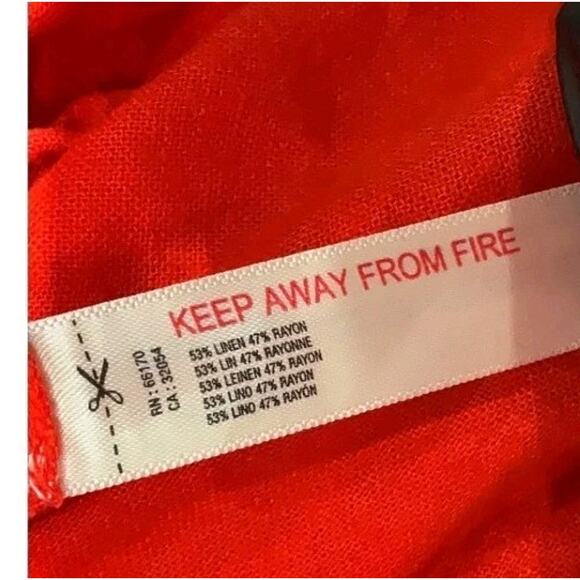 KEEP AWAY FROM FIRE
RN: 66170
CA: 32054
53% LINEN 47% RAYON
53% LIN 47% RAYONNE
53% LEINEN 47% RAYON
53% LINO 47% RAYON
53% LINO 47% RAYÓN